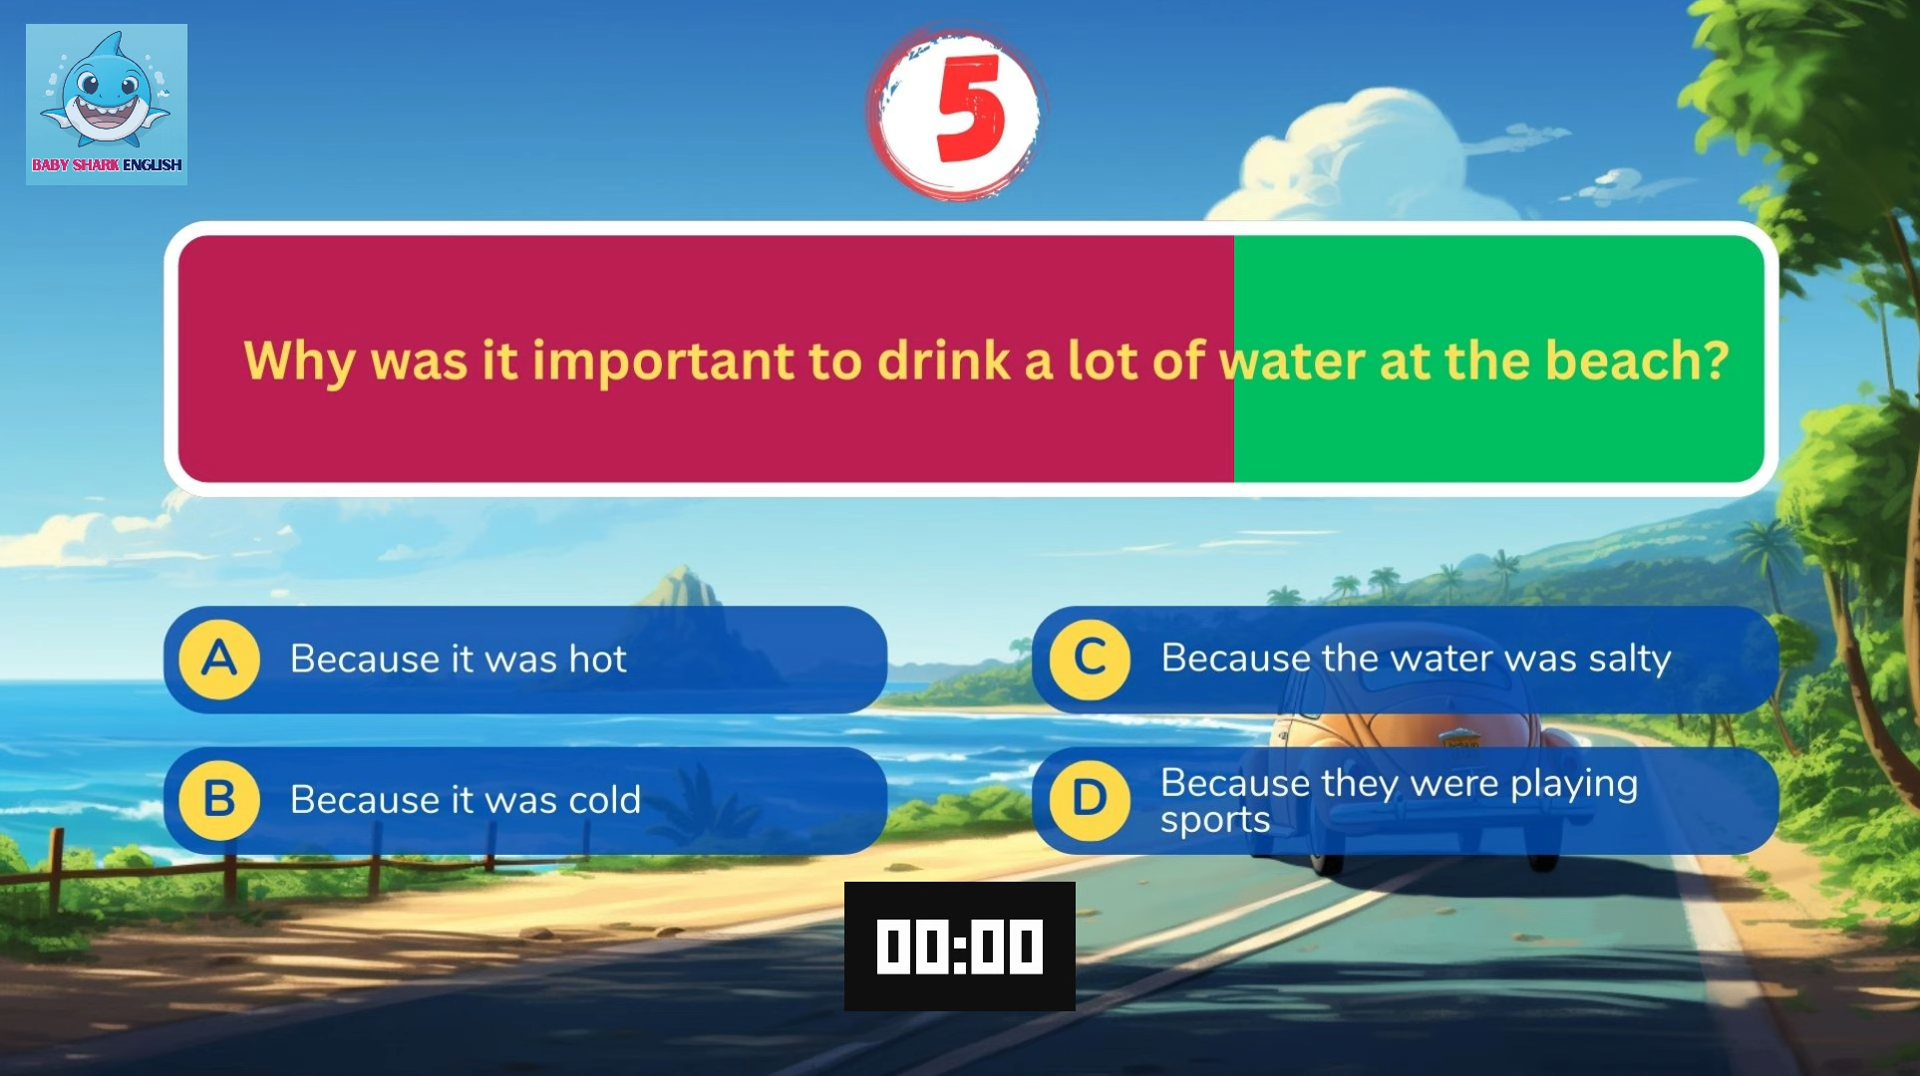 BABY SHARK ENGLISH
5
Why was it important to drink a lot of water at the beach?
A Because it was hot
B Because it was cold
C Because the water was salty
D Because they were playing
sports
00:00